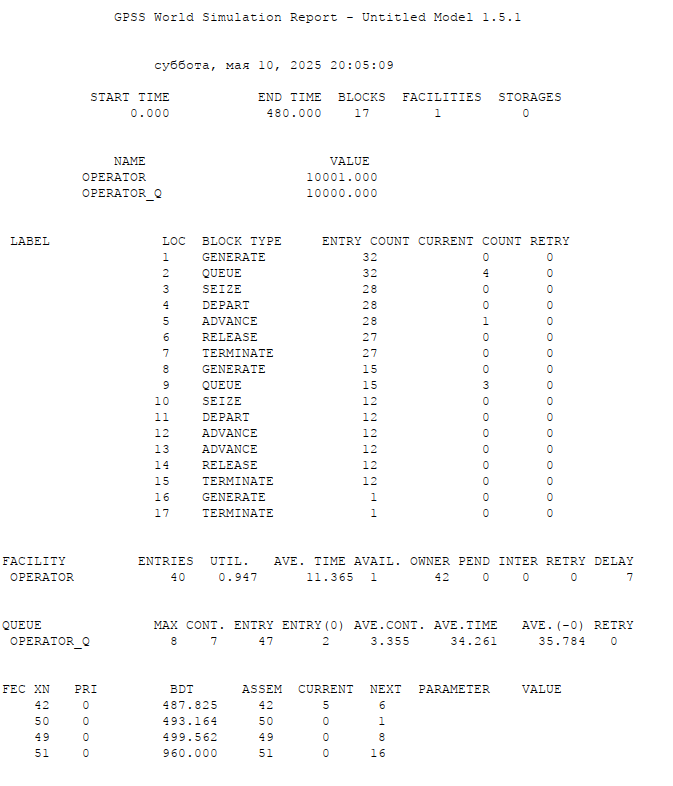 GPSS World Simulation Report - Untitled Model 1.5.1
суббота, мая 10, 2025 20:05:09
START TIME END TIME BLOCKS FACILITIES STORAGES
0.000 480.000 17 1 0
NAME VALUE
OPERATOR 10001.000
OPERATOR_Q 10000.000
LABEL LOC BLOCK TYPE ENTRY COUNT CURRENT COUNT RETRY
1 GENERATE 32 0 0
2 QUEUE 32 4 0
3 SEIZE 28 0 0
4 DEPART 28 0 0
5 ADVANCE 28 1 0
6 RELEASE 27 0 0
7 TERMINATE 27 0 0
8 GENERATE 15 0 0
9 QUEUE 15 3 0
10 SEIZE 12 0 0
11 DEPART 12 0 0
12 ADVANCE 12 0 0
13 ADVANCE 12 0 0
14 RELEASE 12 0 0
15 TERMINATE 12 0 0
16 GENERATE 1 0 0
17 TERMINATE 1 0 0
FACILITY ENTRIES UTIL. AVE. TIME AVAIL. OWNER PEND INTER RETRY DELAY
OPERATOR 40 0.947 11.365 1 42 0 0 0 7
QUEUE MAX CONT. ENTRY ENTRY(0) AVE.CONT. AVE.TIME AVE.(-0) RETRY
OPERATOR_Q 8 7 47 2 3.355 34.261 35.784 0
FEC XN PRI BDT ASSEM CURRENT NEXT PARAMETER VALUE
42 0 487.825 42 5 6
50 0 493.164 50 0 1
49 0 499.562 49 0 8
51 0 960.000 51 0 16